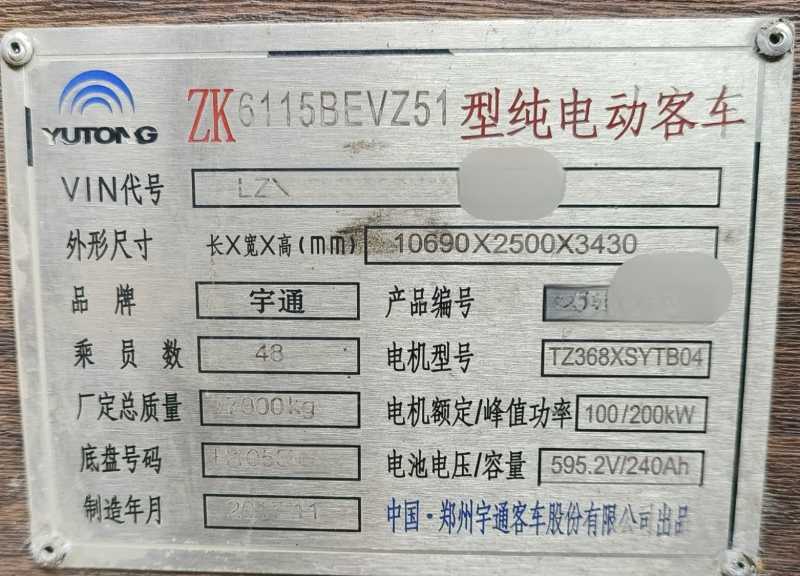 YUTONG ZK6115BEVZ51型纯电动客车
VIN代号
外形尺寸 长X宽X高(mm) 10690X2500X3430
品牌 宇通 产品编号
乘员数 48 电机型号 TZ368XSYTB04
厂定总质量 电机额定/峰值功率 100/200kW
底盘号码 电池电压/容量 595.2V/240Ah
制造年月 中国·郑州宇通客车股份有限公司出品